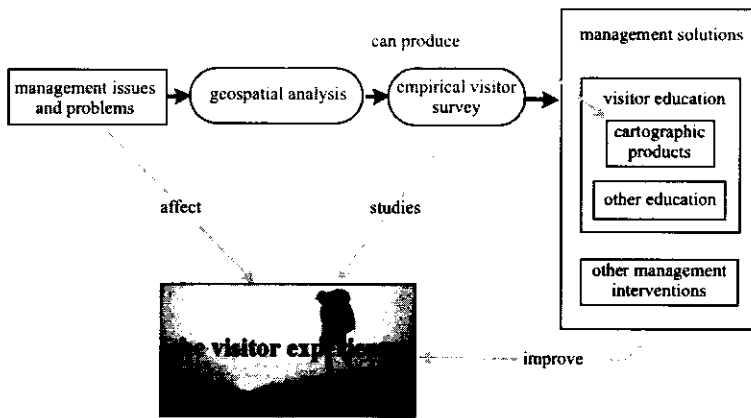 can produce
management solutions
management issues
and problems
geospatial analysis
empirical visitor
survey
visitor education
cartographic
products
other education
affect
studies
other management
interventions
visitor
improve